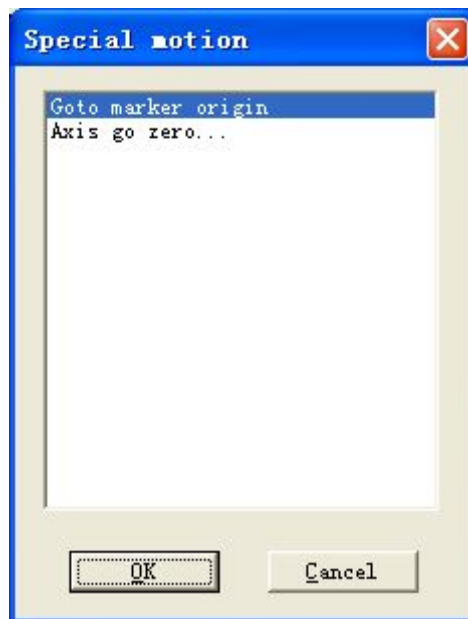 Special motion
Goto marker origin
Axis go zero...
OK
Cancel